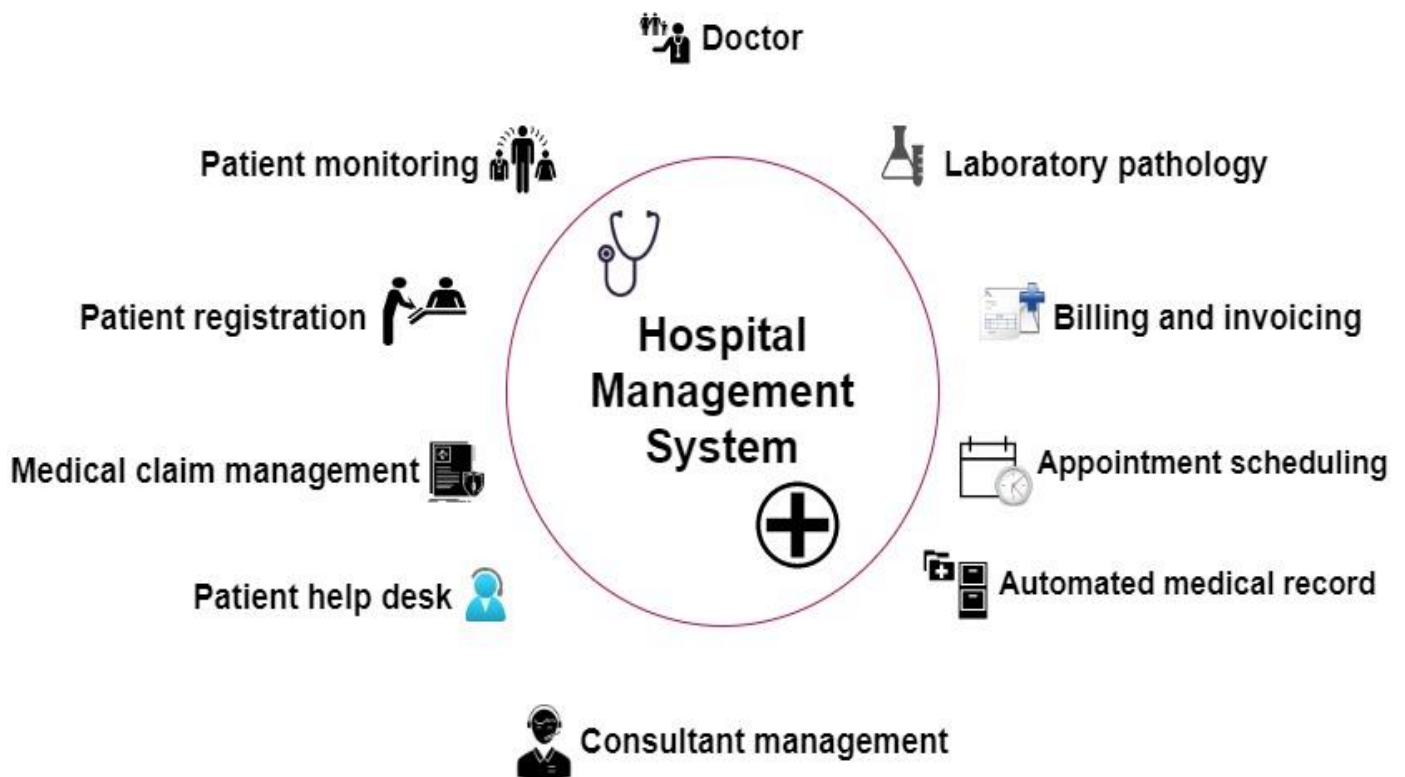 Doctor
Patient monitoring
Laboratory pathology
Patient registration
Hospital
Management
System
Billing and invoicing
Medical claim management
Appointment scheduling
Patient help desk
Automated medical record
Consultant management